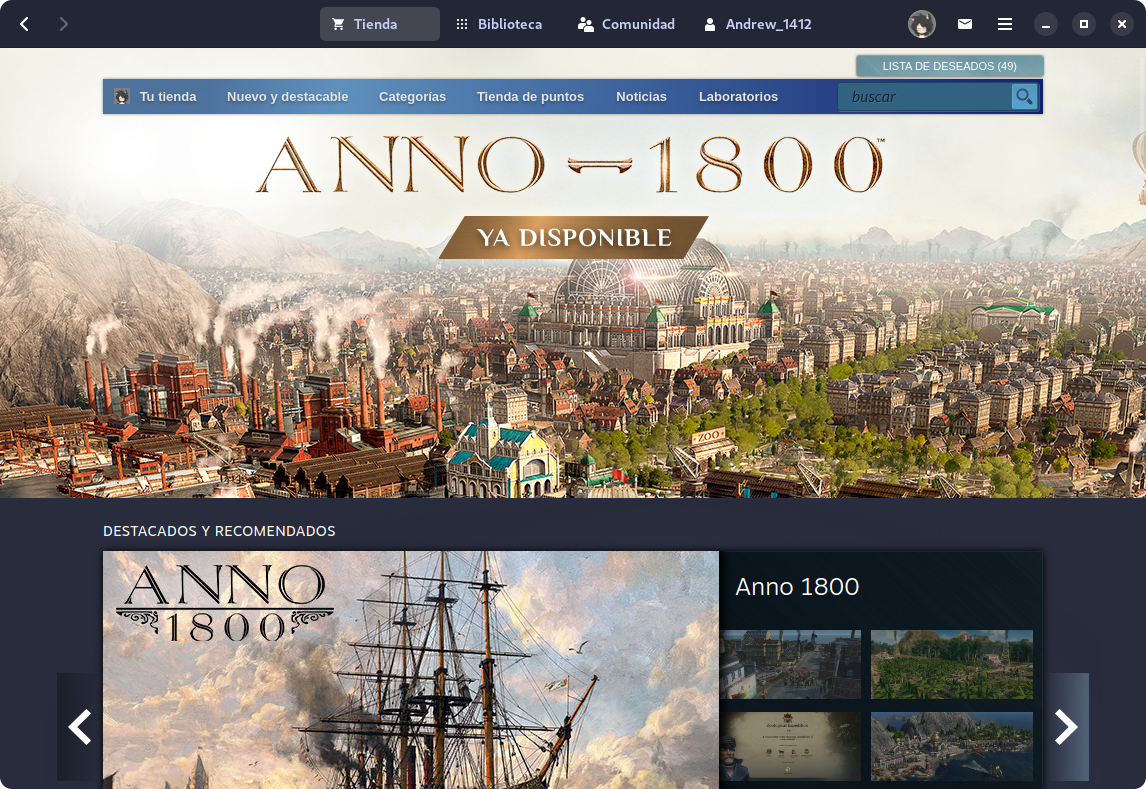 Tienda
Biblioteca
Comunidad
Andrew_1412
LISTA DE DESEADOS (49)
Tu tienda
Nuevo y destacable
Categorías
Tienda de puntos
Noticias
Laboratorios
buscar
ANNO 1800™
YA DISPONIBLE
ZOO
DESTACADOS Y RECOMENDADOS
ANNO
1800
Anno 1800